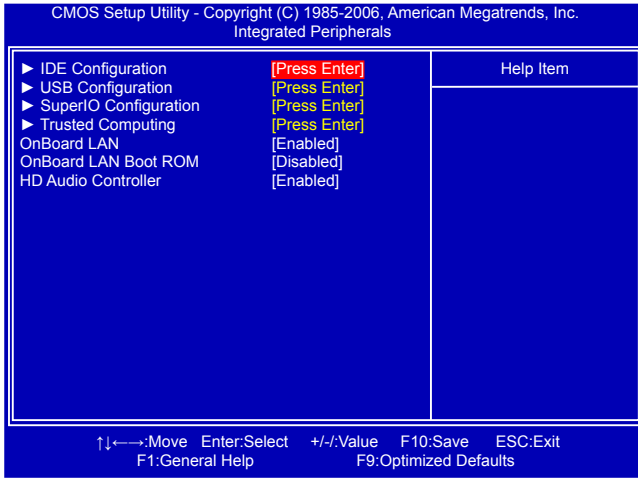 CMOS Setup Utility - Copyright (C) 1985-2006, American Megatrends, Inc.
Integrated Peripherals
► IDE Configuration [Press Enter] Help Item
► USB Configuration [Press Enter]
► SuperIO Configuration [Press Enter]
► Trusted Computing [Press Enter]
OnBoard LAN [Enabled]
OnBoard LAN Boot ROM [Disabled]
HD Audio Controller [Enabled]
↑↓←→:Move Enter:Select +/-/:Value F10:Save ESC:Exit
F1:General Help F9:Optimized Defaults